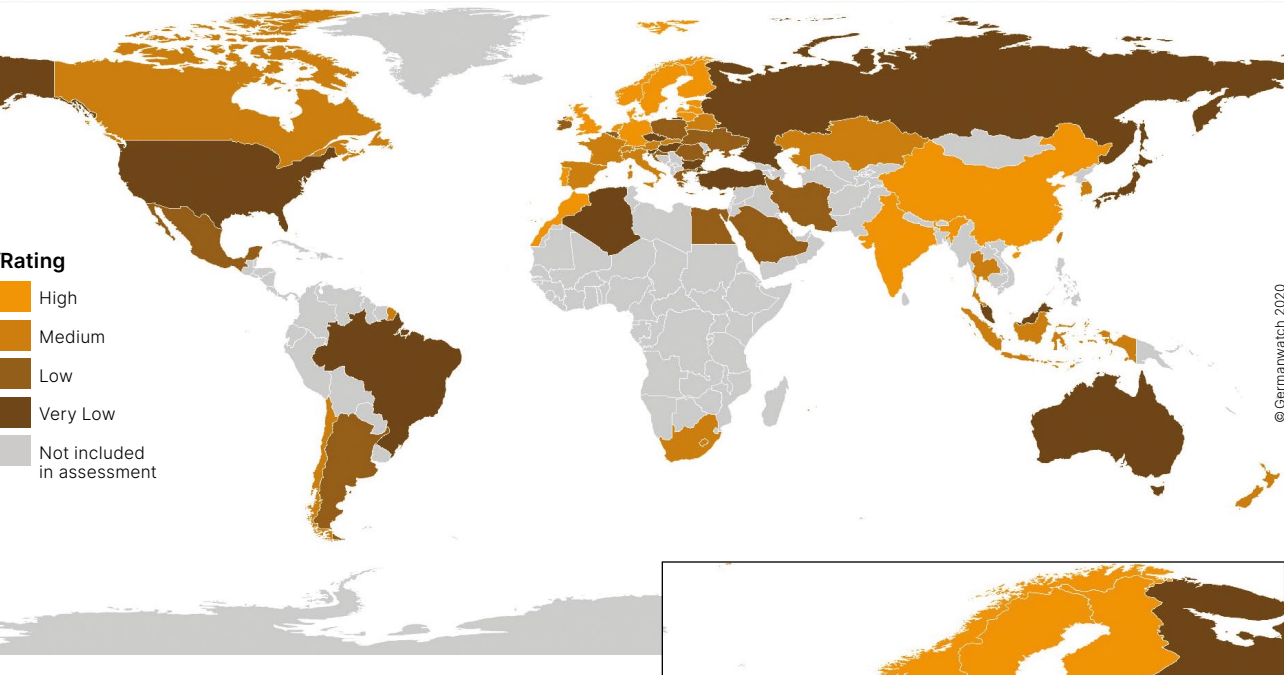 Rating
High
Medium
Low
Very Low
Not included
in assessment
© Germanwatch 2020